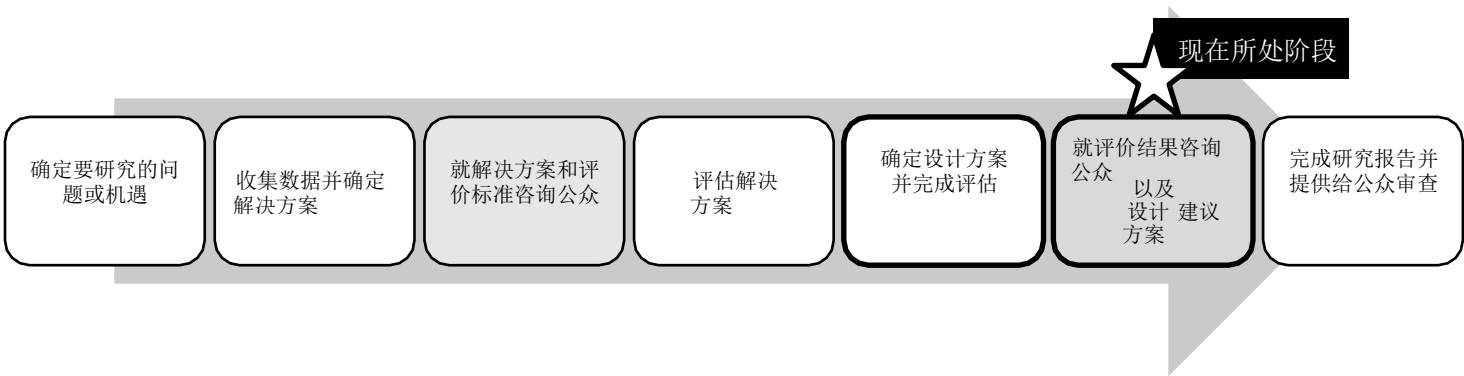 现在所处阶段
确定要研究的问
题或机遇
收集数据并确定
解决方案
就解决方案和评
价标准咨询公众
评估解决
方案
确定设计方案
并完成评估
就评价结果咨询
公众
以及
设计 建议
方案
完成研究报告并
提供给公众审查